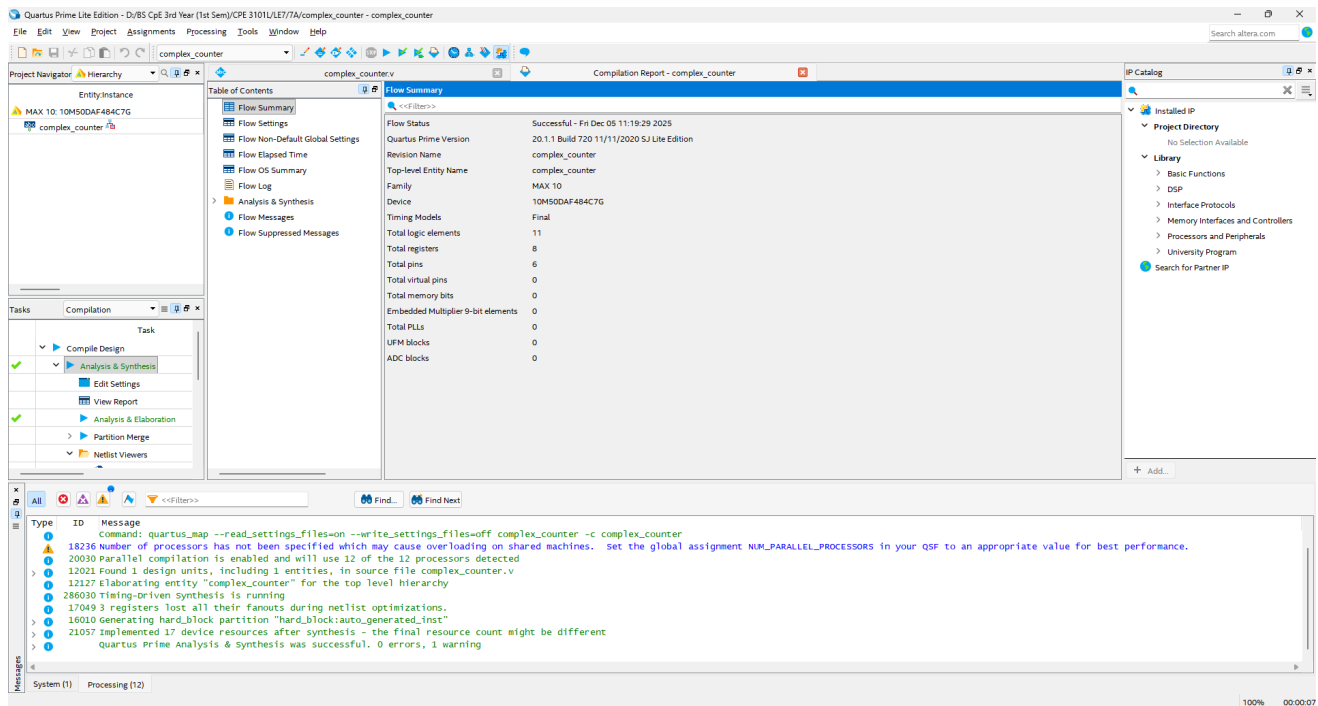 Quartus Prime Lite Edition - D:/BS CpE 3rd Year (1st Sem)/CPE 3101L/LE7/7A/complex_counter - complex_counter
File Edit View Project Assignments Processing Tools Window Help
Search altera.com
complex_counter
Project Navigator Hierarchy
Entity:Instance
MAX 10: 10M50DAF484C7G
complex_counter
Tasks Compilation
Task
Compile Design
Analysis & Synthesis
Edit Settings
View Report
Analysis & Elaboration
Partition Merge
Netlist Viewers
complex_counter.v
Compilation Report - complex_counter
Table of Contents
Flow Summary
Flow Settings
Flow Non-Default Global Settings
Flow Elapsed Time
Flow OS Summary
Flow Log
Analysis & Synthesis
Flow Messages
Flow Suppressed Messages
Flow Summary
<<Filter>>
Flow Status Successful - Fri Dec 05 11:19:29 2025
Quartus Prime Version 20.1.1 Build 720 11/11/2020 SJ Lite Edition
Revision Name complex_counter
Top-level Entity Name complex_counter
Family MAX 10
Device 10M50DAF484C7G
Timing Models Final
Total logic elements 11
Total registers 8
Total pins 6
Total virtual pins 0
Total memory bits 0
Embedded Multiplier 9-bit elements 0
Total PLLs 0
UFM blocks 0
ADC blocks 0
IP Catalog
Installed IP
Project Directory
No Selection Available
Library
Basic Functions
DSP
Interface Protocols
Memory Interfaces and Controllers
Processors and Peripherals
University Program
Search for Partner IP
+ Add...
All <<Filter>> Find... Find Next
Type ID Message
Command: quartus_map --read_settings_files=on --write_settings_files=off complex_counter -c complex_counter
18236 Number of processors has not been specified which may cause overloading on shared machines. Set the global assignment NUM_PARALLEL_PROCESSORS in your QSF to an appropriate value for best performance.
20030 Parallel compilation is enabled and will use 12 of the 12 processors detected
12021 Found 1 design units, including 1 entities, in source file complex_counter.v
12127 Elaborating entity "complex_counter" for the top level hierarchy
286030 Timing-Driven Synthesis is running
17049 3 registers lost all their fanouts during netlist optimizations.
16010 Generating hard_block partition "hard_block:auto_generated_inst"
21057 Implemented 17 device resources after synthesis - the final resource count might be different
Quartus Prime Analysis & Synthesis was successful. 0 errors, 1 warning
Messages
System (1) Processing (12)
100% 00:00:07